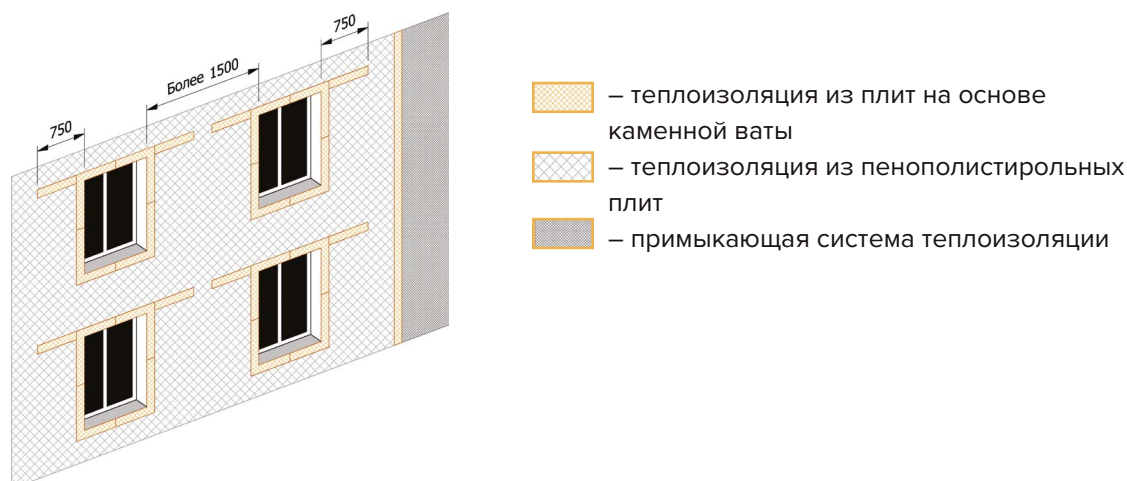 750
Более 1500
750
– теплоизоляция из плит на основе
каменной ваты
– теплоизоляция из пенополистирольных
плит
– примыкающая система теплоизоляции